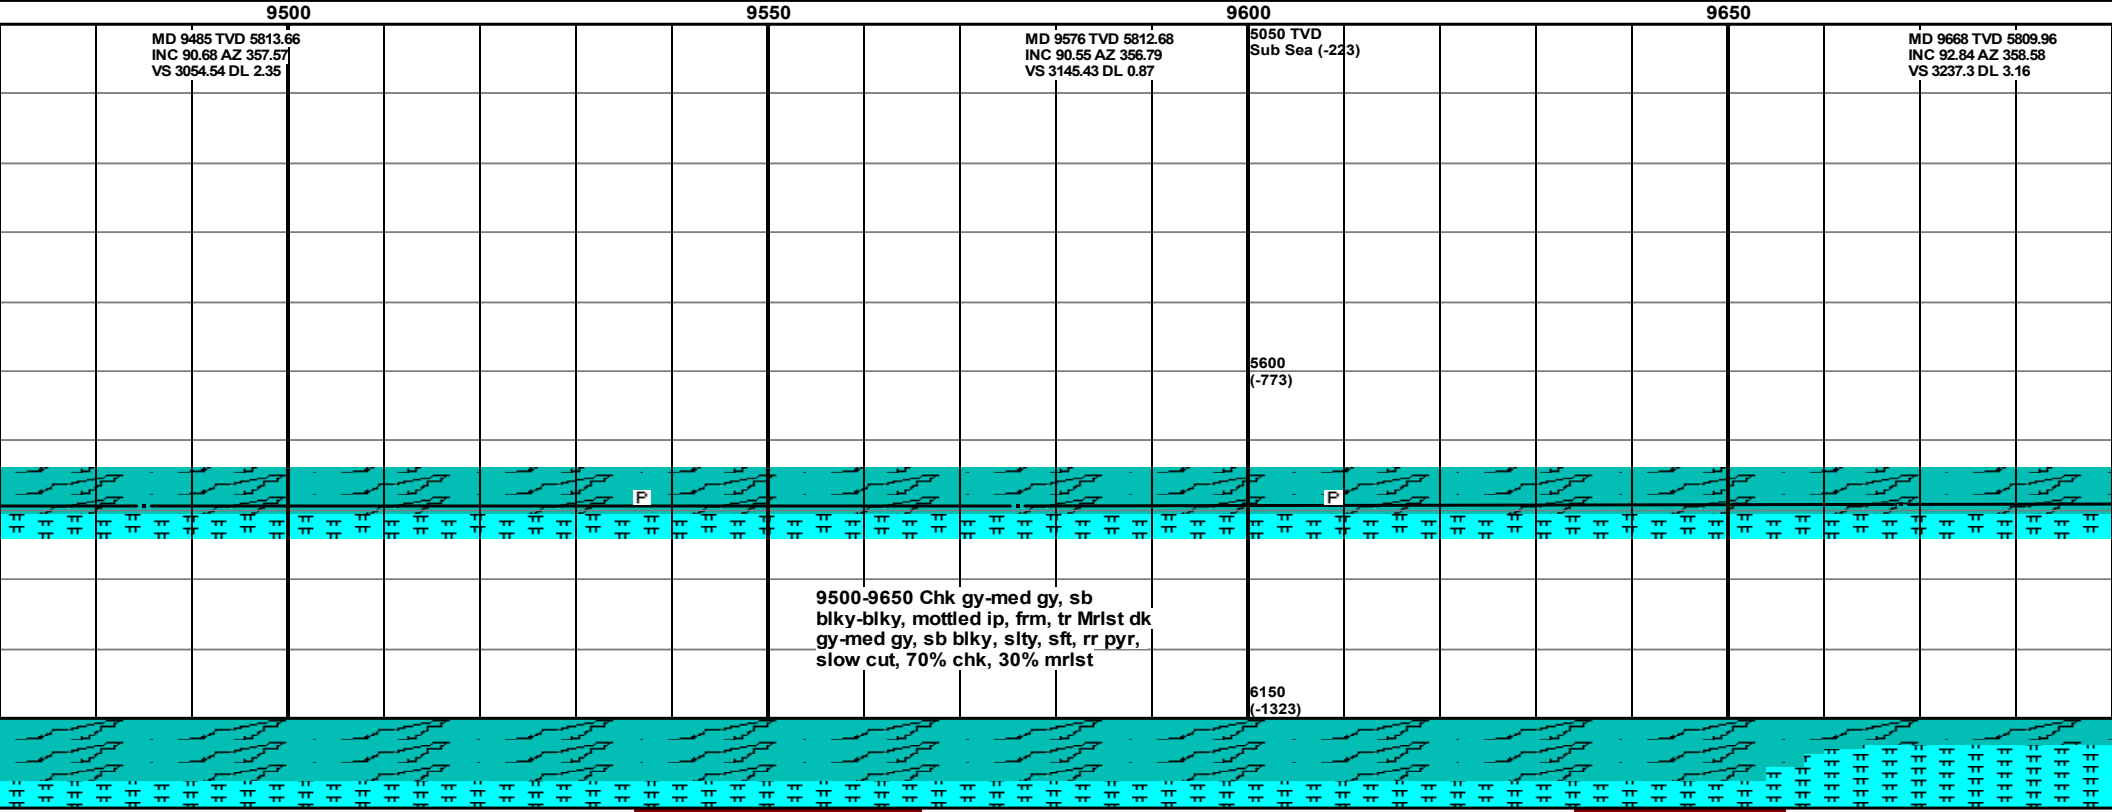 9500 9550 9600 9650
MD 9485 TVD 5813.66
INC 90.68 AZ 357.57
VS 3054.54 DL 2.35
MD 9576 TVD 5812.68
INC 90.55 AZ 356.79
VS 3145.43 DL 0.87
5050 TVD
Sub Sea (-223)
MD 9668 TVD 5809.96
INC 92.84 AZ 358.58
VS 3237.3 DL 3.16
5600
(-773)
P P
9500-9650 Chk gy-med gy, sb
blky-blky, mottled ip, frm, tr Mrlst dk
gy-med gy, sb blky, slty, sft, rr pyr,
slow cut, 70% chk, 30% mrlst
6150
(-1323)